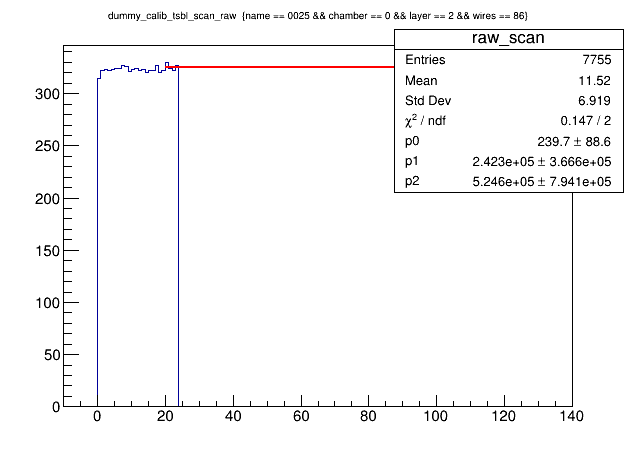 dummy_calib_tsbl_scan_raw {name == 0025 && chamber == 0 && layer == 2 && wires == 86}
raw_scan
Entries 7755
Mean 11.52
Std Dev 6.919
χ² / ndf 0.147 / 2
p0 239.7 ± 88.6
p1 2.423e+05 ± 3.666e+05
p2 5.246e+05 ± 7.941e+05
300
250
200
150
100
50
0
0 20 40 60 80 100 120 140